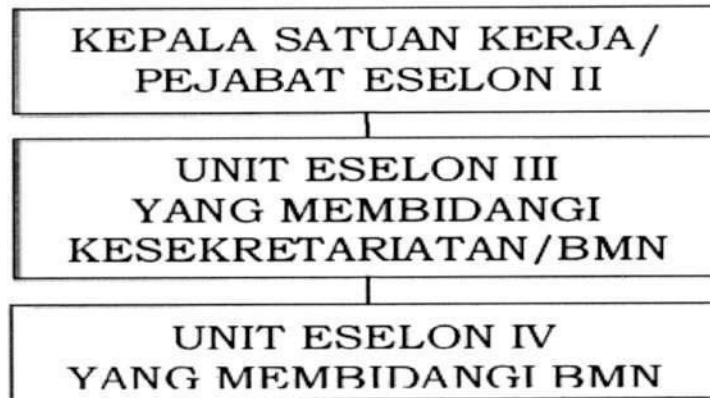 KEPALA SATUAN KERJA/
PEJABAT ESELON II
UNIT ESELON III
YANG MEMBIDANGI
KESEKRETARIATAN/BMN
UNIT ESELON IV
YANG MEMBIDANGI BMN